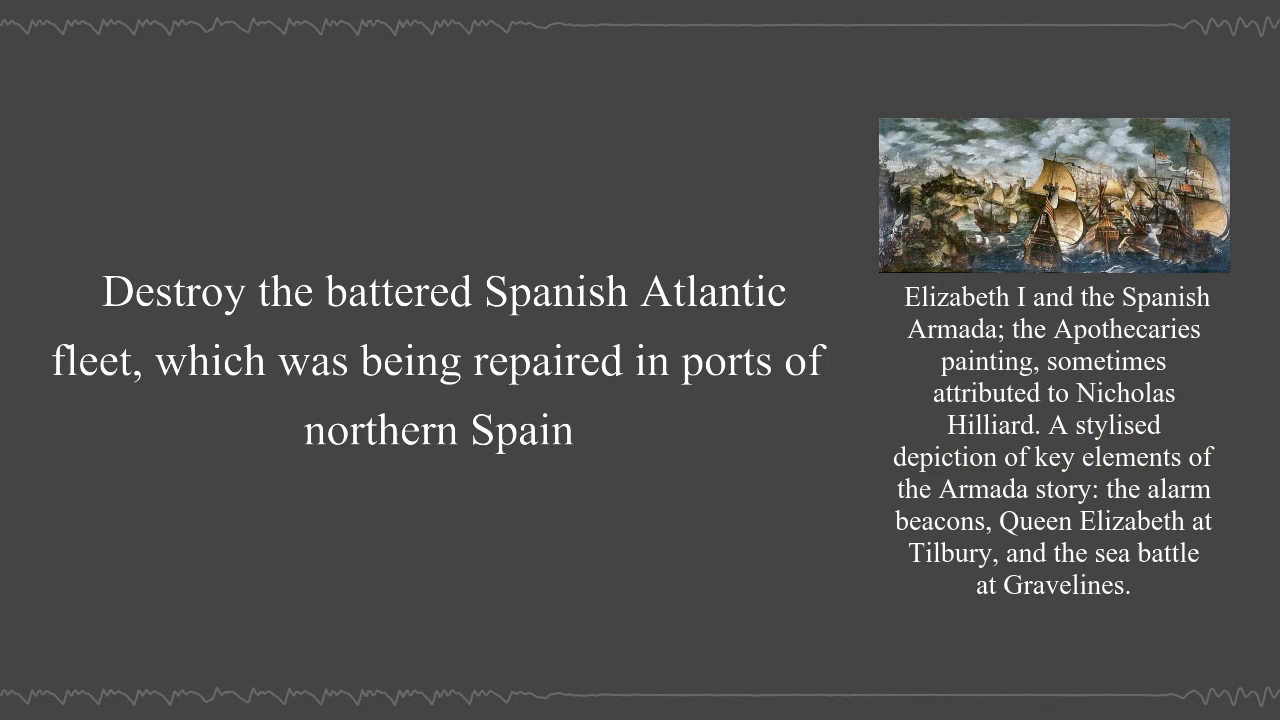 Destroy the battered Spanish Atlantic
fleet, which was being repaired in ports of
northern Spain
Elizabeth I and the Spanish
Armada; the Apothecaries
painting, sometimes
attributed to Nicholas
Hilliard. A stylised
depiction of key elements of
the Armada story: the alarm
beacons, Queen Elizabeth at
Tilbury, and the sea battle
at Gravelines.